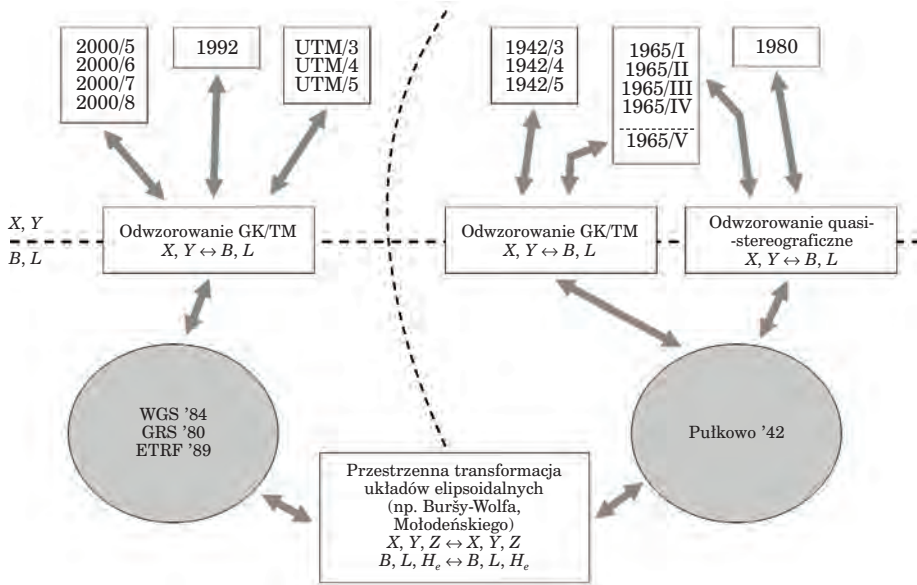 2000/5
2000/6
2000/7
2000/8
1992
UTM/3
UTM/4
UTM/5
1942/3
1942/4
1942/5
1965/I
1965/II
1965/III
1965/IV
1965/V
1980
X, Y
B, L
Odwzorowanie GK/TM
X, Y ↔ B, L
Odwzorowanie GK/TM
X, Y ↔ B, L
Odwzorowanie quasi-
-stereograficzne
X, Y ↔ B, L
WGS ’84
GRS ’80
ETRF ’89
Pułkowo ’42
Przestrzenna transformacja
układów elipsoidalnych
(np. Buršy-Wolfa,
Mołodeńskiego)
X, Y, Z ↔ X, Y, Z
B, L, Hₑ ↔ B, L, Hₑ